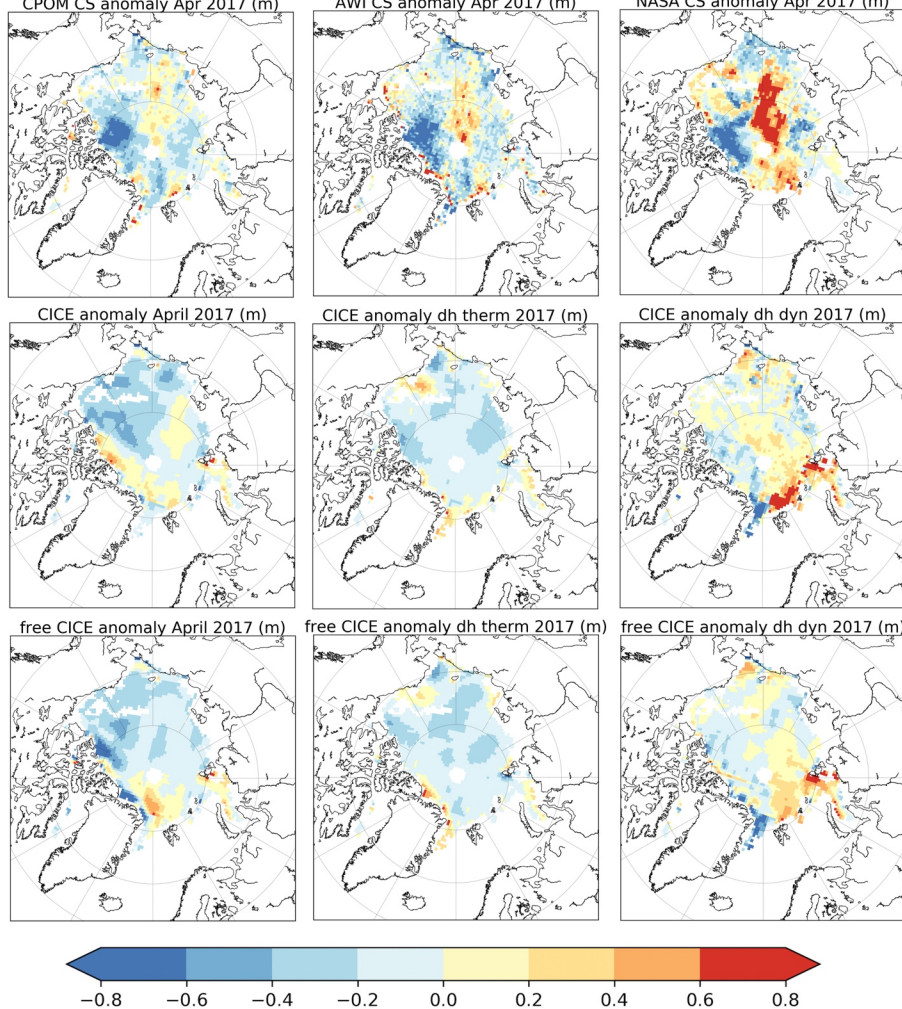 CPOM CS anomaly Apr 2017 (m)
AWI CS anomaly Apr 2017 (m)
NASA CS anomaly Apr 2017 (m)
CICE anomaly April 2017 (m)
CICE anomaly dh therm 2017 (m)
CICE anomaly dh dyn 2017 (m)
free CICE anomaly April 2017 (m)
free CICE anomaly dh therm 2017 (m)
free CICE anomaly dh dyn 2017 (m)
−0.8 −0.6 −0.4 −0.2 0.0 0.2 0.4 0.6 0.8